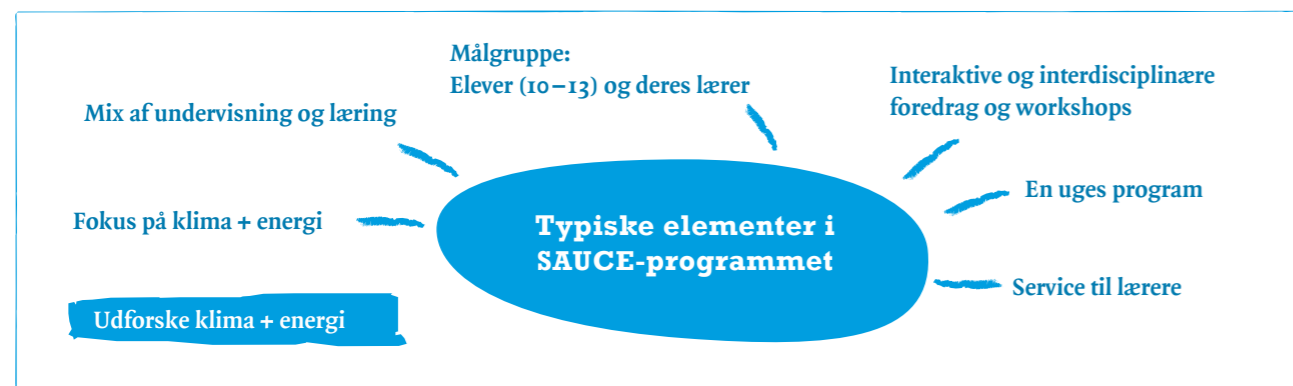 Målgruppe:
Elever (10–13) og deres lærer
Interaktive og interdisciplinære
foredrag og workshops
Mix af undervisning og læring
En uges program
Fokus på klima + energi
Typiske elementer i
SAUCE-programmet
Service til lærere
Udforske klima + energi